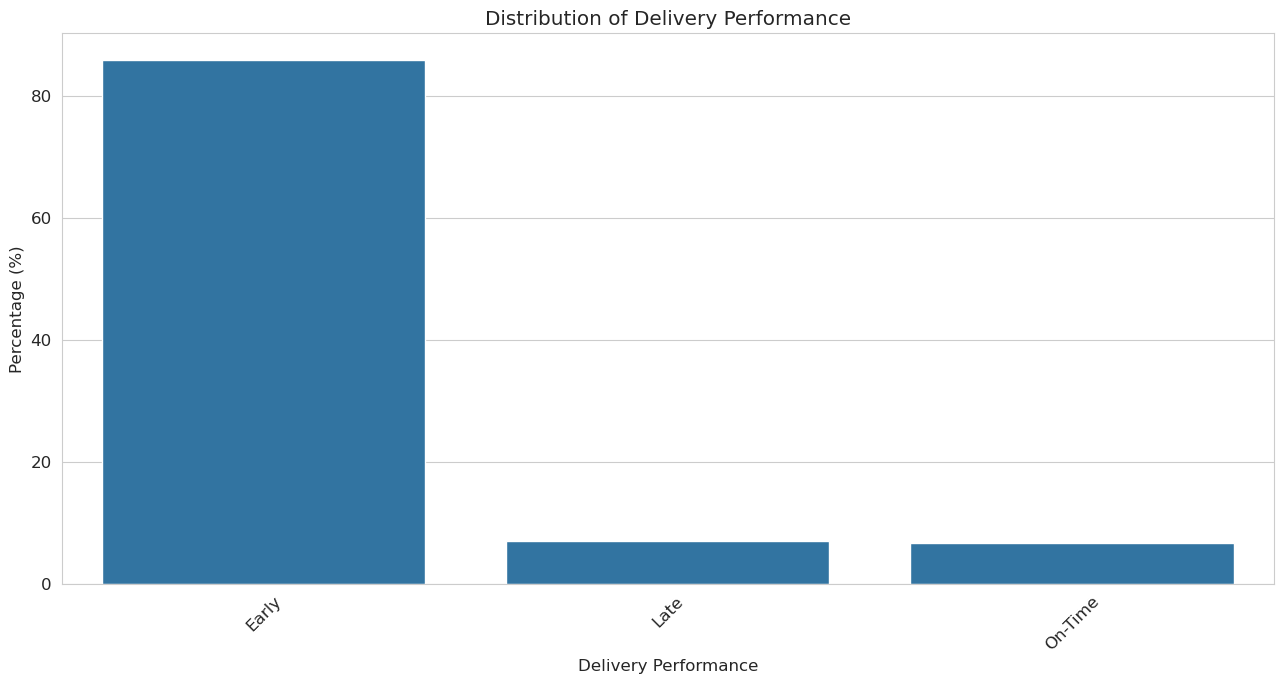 Distribution of Delivery Performance
Percentage (%)
80
60
40
20
0
Early
Late
On-Time
Delivery Performance